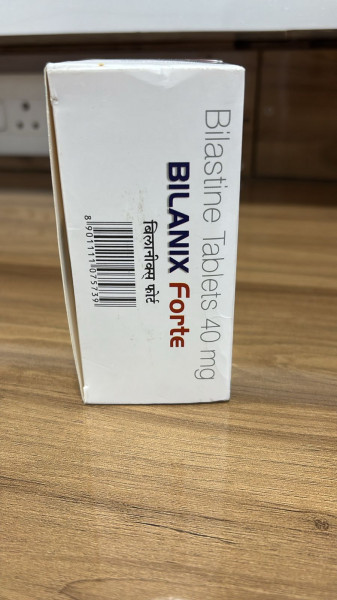 Bilastine Tablets 40 mg
BILANIX Forte
बिलानीक्स फोर्ट
8901111075739